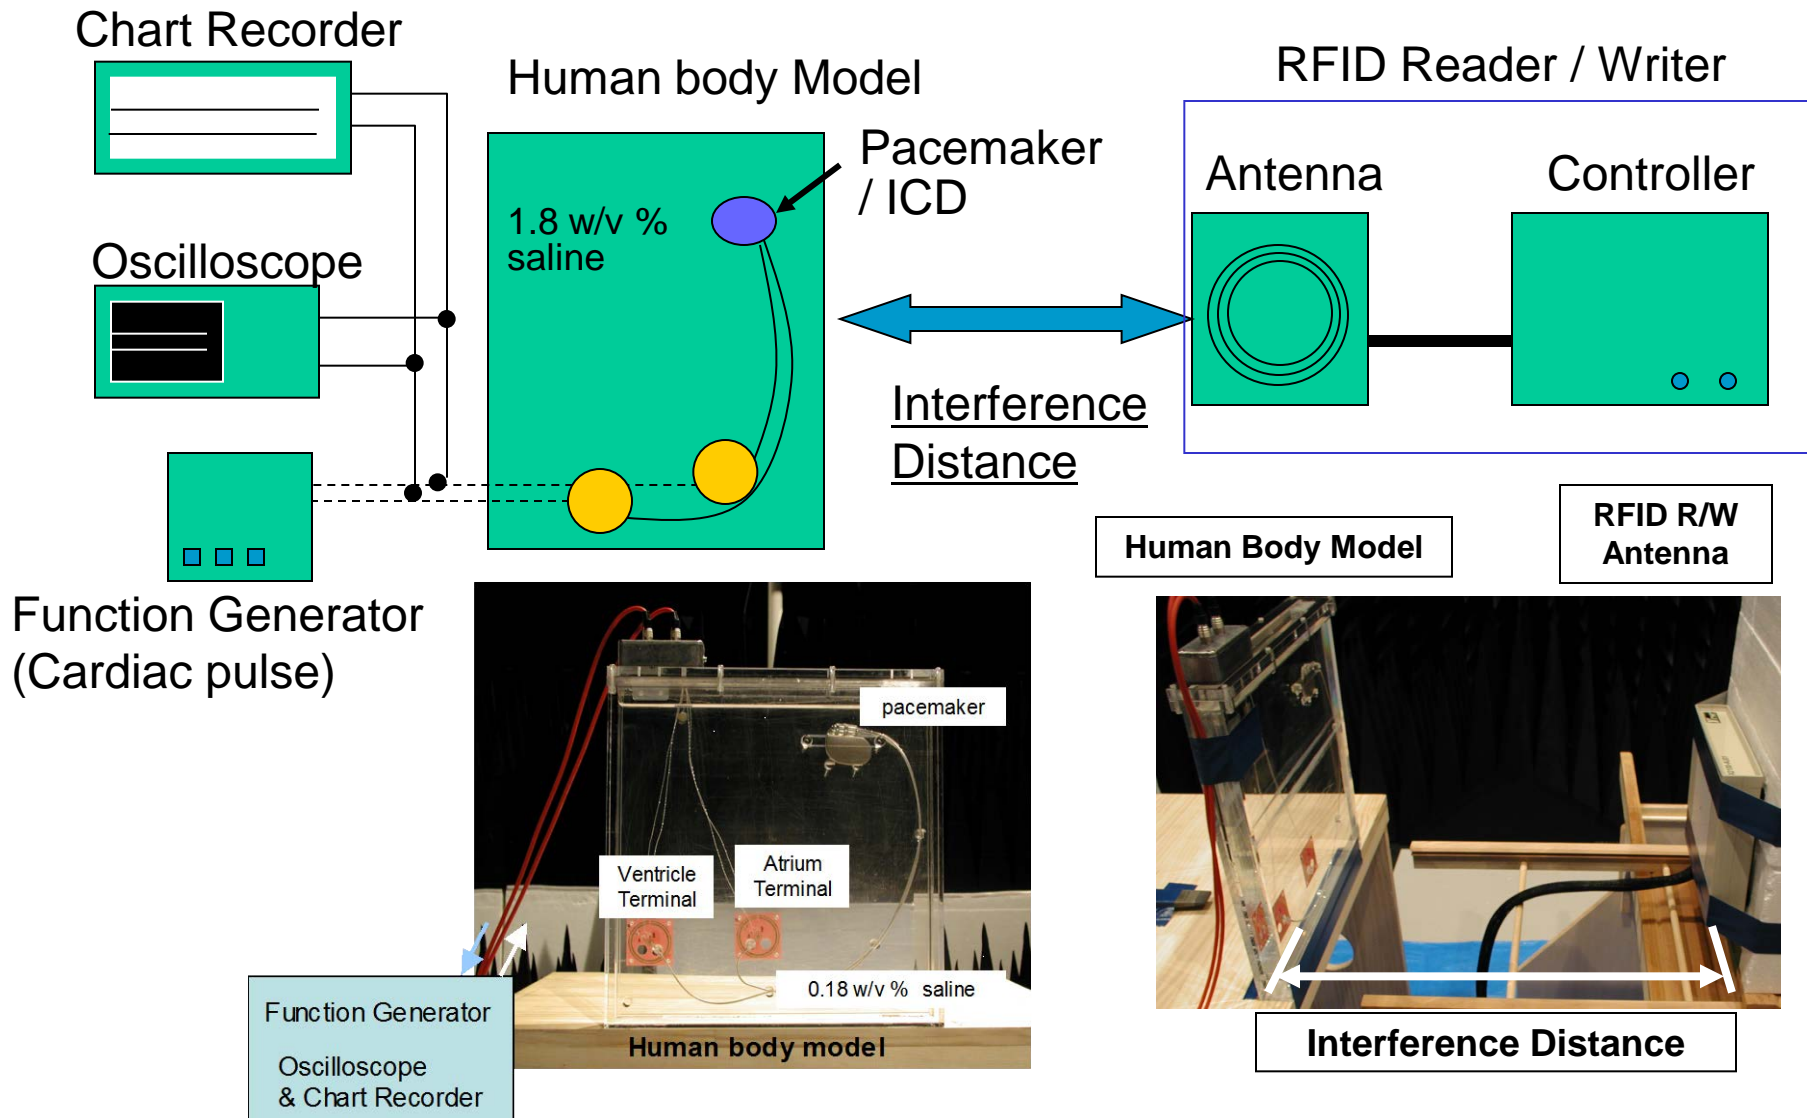 Chart Recorder
Human body Model
RFID Reader / Writer
Pacemaker
/ ICD
Antenna
Controller
1.8 w/v %
saline
Oscilloscope
Interference
Distance
Function Generator
(Cardiac pulse)
Human Body Model
RFID R/W
Antenna
pacemaker
Ventricle
Terminal
Atrium
Terminal
0.18 w/v % saline
Human body model
Function Generator
Oscilloscope
& Chart Recorder
Interference Distance